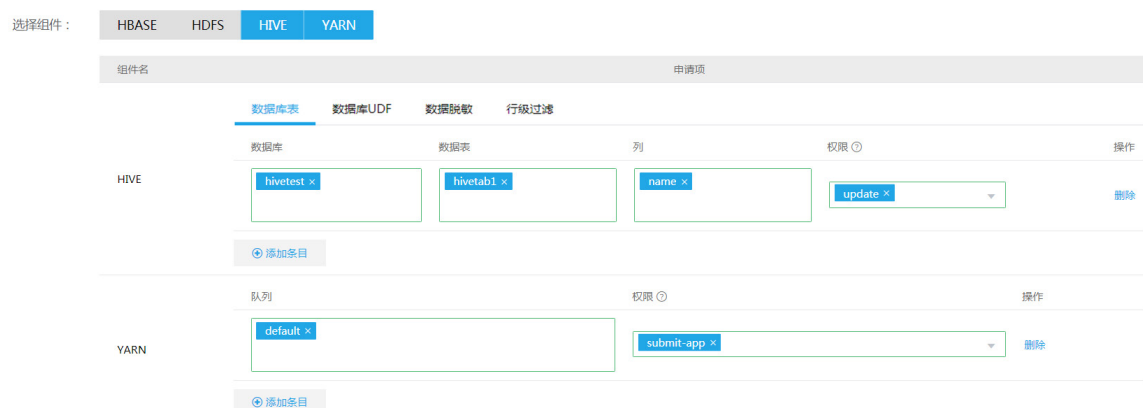 选择组件： HBASE HDFS HIVE YARN
组件名 申请项
数据库表 数据库UDF 数据脱敏 行级过滤
数据库 数据表 列 权限 ? 操作
HIVE hivetest × hivetab1 × name × update × 删除
添加条目
队列 权限 ? 操作
YARN default × submit-app × 删除
添加条目